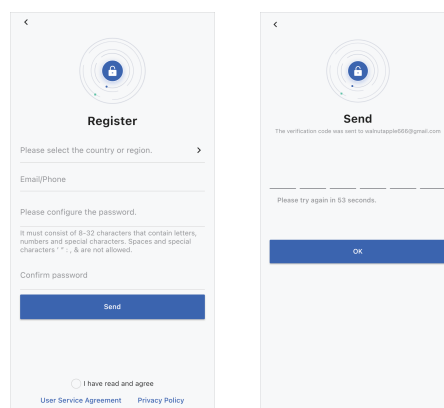 Register
Please select the country or region.
Email/Phone
Please configure the password.
It must consist of 8-32 characters that contain letters,
numbers and special characters. Spaces and special
characters ' " : , & are not allowed.
Confirm password
Send
I have read and agree
User Service Agreement Privacy Policy
Send
The verification code was sent to walnutapple666@gmail.com
Please try again in 53 seconds.
OK